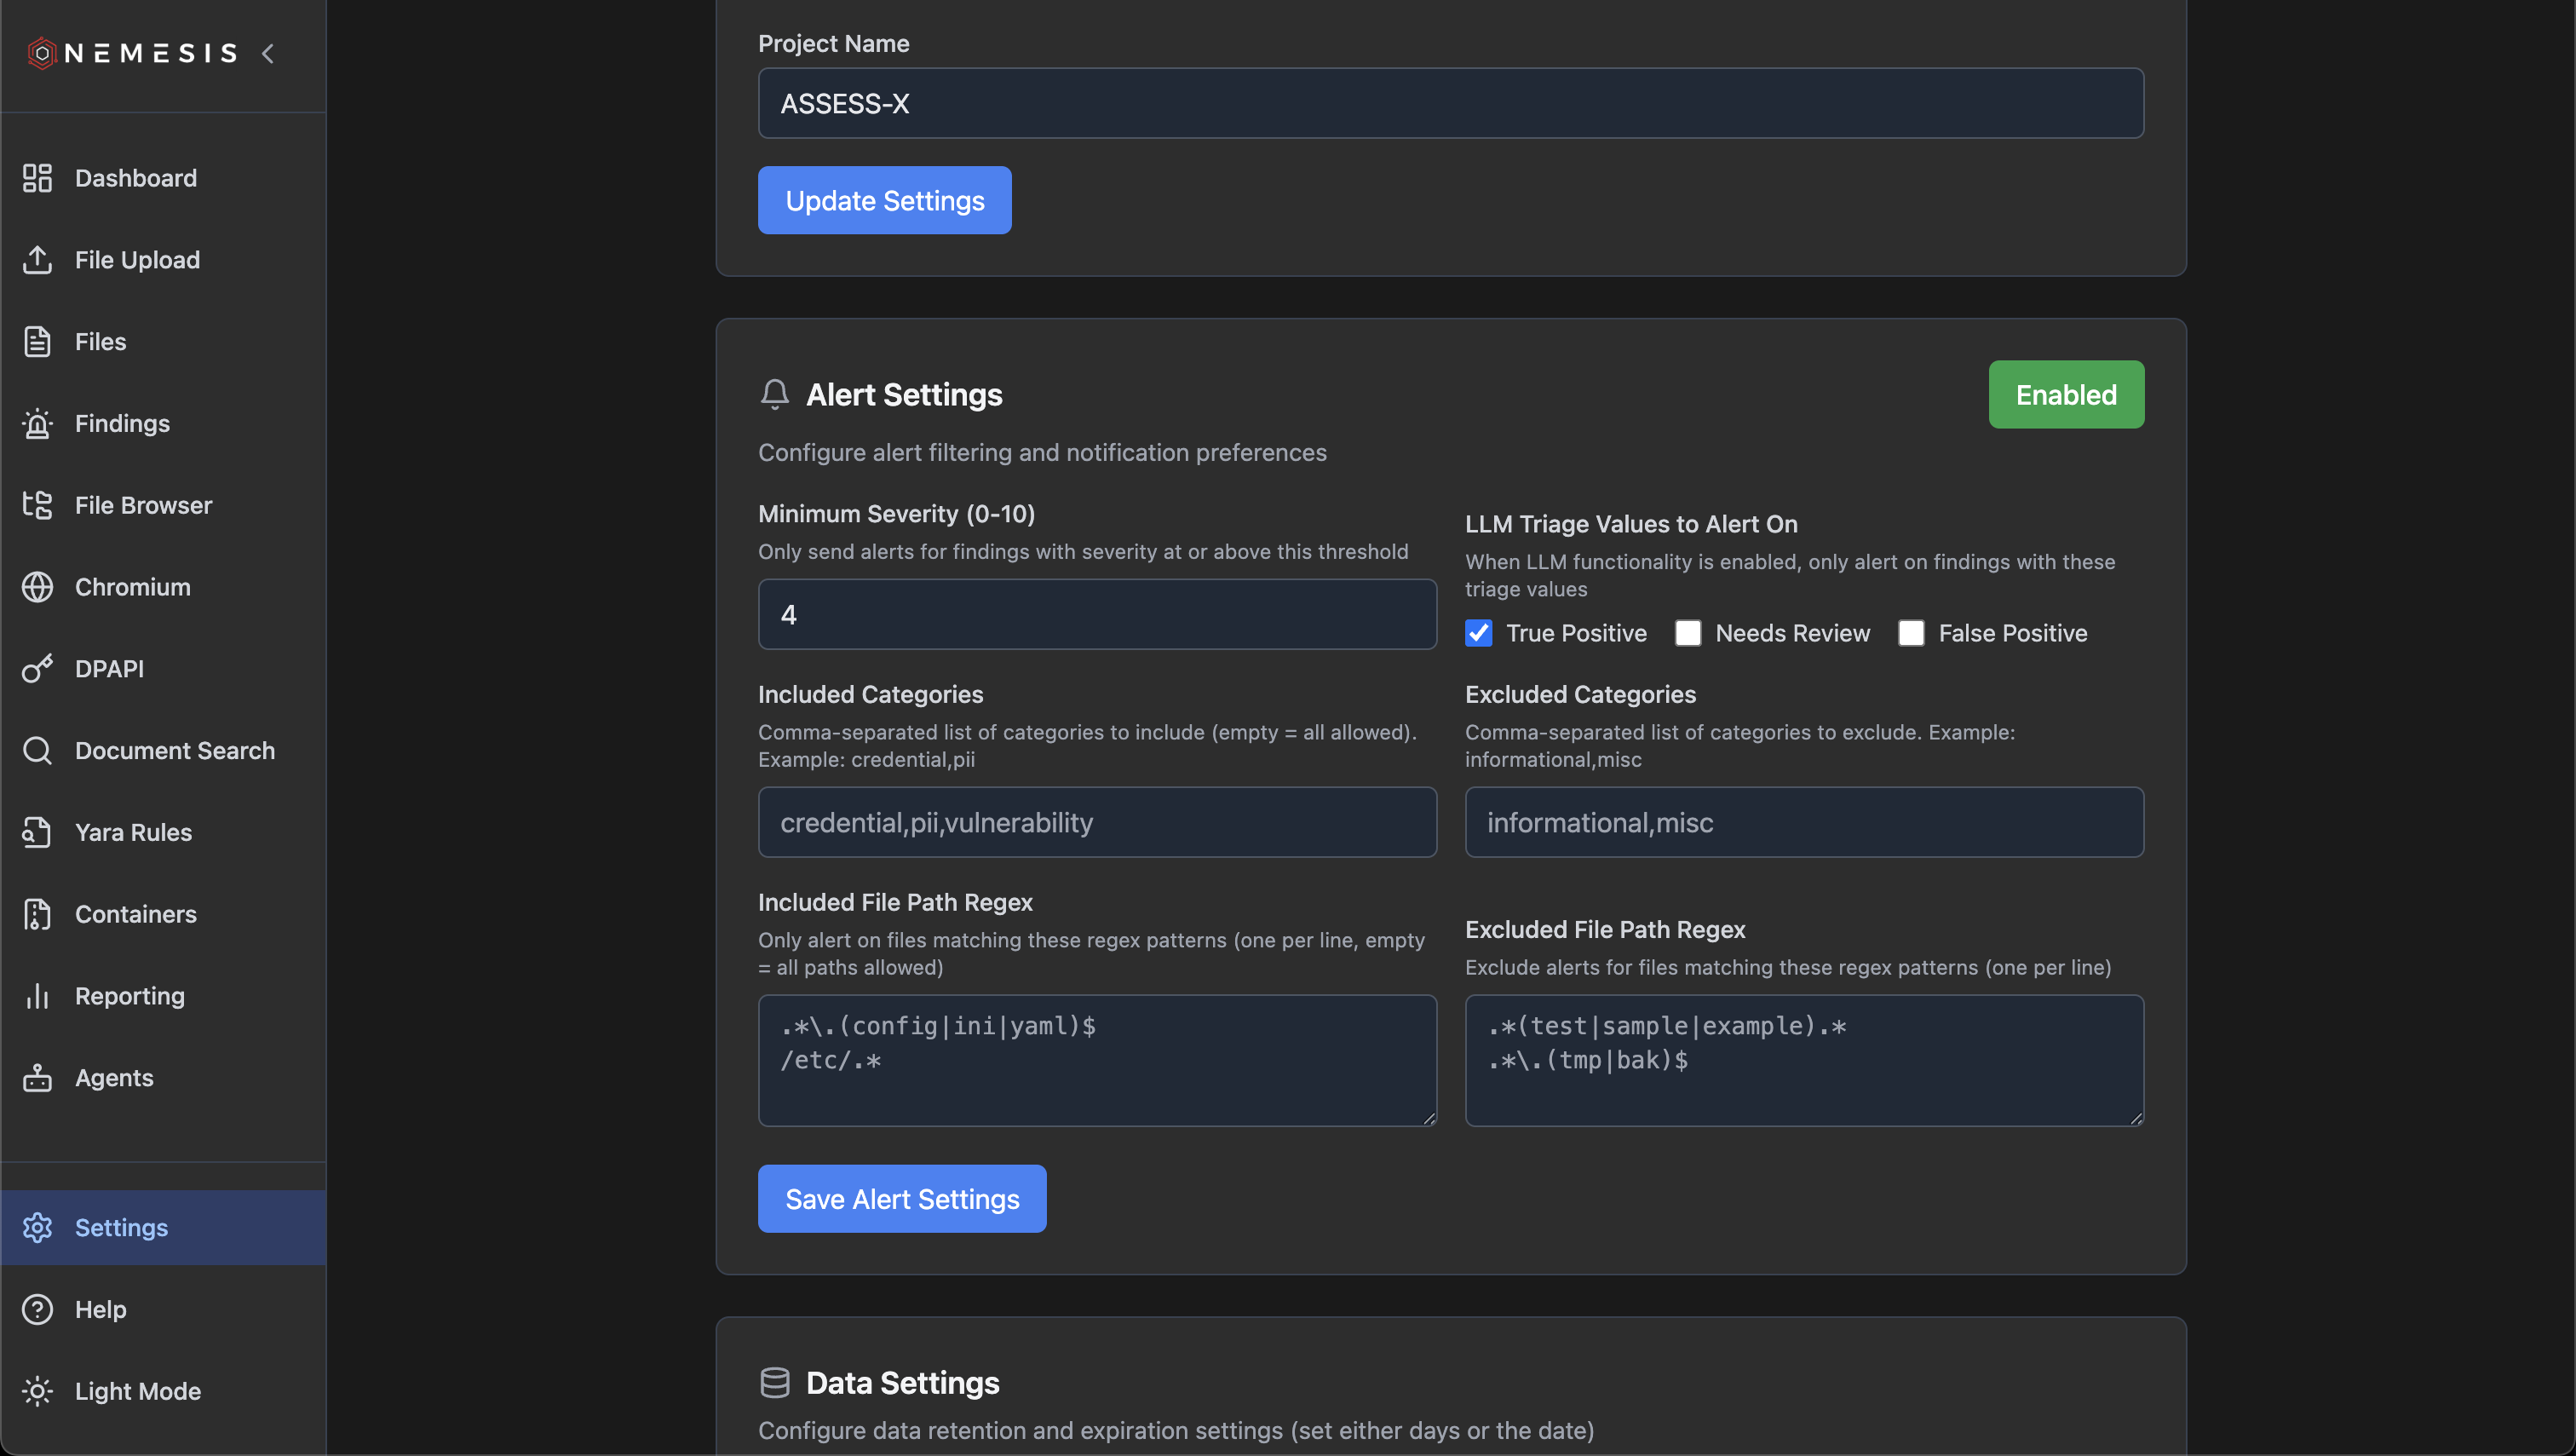 NEMESIS
Dashboard
File Upload
Files
Findings
File Browser
Chromium
DPAPI
Document Search
Yara Rules
Containers
Reporting
Agents
Settings
Help
Light Mode
Project Name
ASSESS-X
Update Settings
Alert Settings
Enabled
Configure alert filtering and notification preferences
Minimum Severity (0-10)
Only send alerts for findings with severity at or above this threshold
4
LLM Triage Values to Alert On
When LLM functionality is enabled, only alert on findings with these
triage values
True Positive
Needs Review
False Positive
Included Categories
Comma-separated list of categories to include (empty = all allowed).
Example: credential,pii
credential,pii,vulnerability
Excluded Categories
Comma-separated list of categories to exclude. Example:
informational,misc
informational,misc
Included File Path Regex
Only alert on files matching these regex patterns (one per line, empty
= all paths allowed)
.*\.(config|ini|yaml)$
/etc/.*
Excluded File Path Regex
Exclude alerts for files matching these regex patterns (one per line)
.*(test|sample|example).*
.*\.(tmp|bak)$
Save Alert Settings
Data Settings
Configure data retention and expiration settings (set either days or the date)